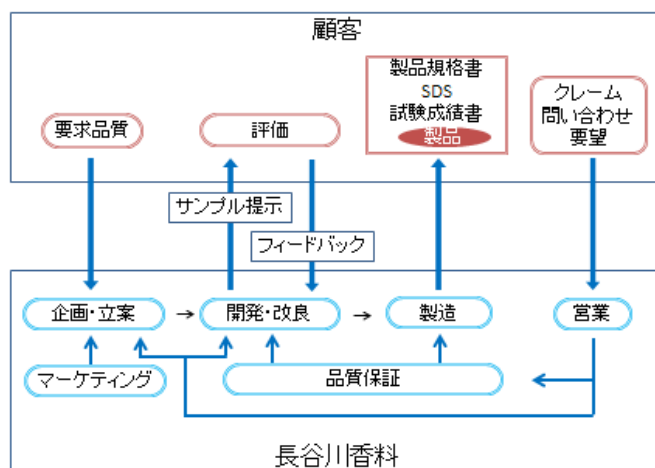 顧客
製品規格書
SDS
試験成績書
製品
クレーム
問い合わせ
要望
要求品質
評価
サンプル提示
フィードバック
企画・立案
→
開発・改良
→
製造
営業
マーケティング
品質保証
長谷川香料